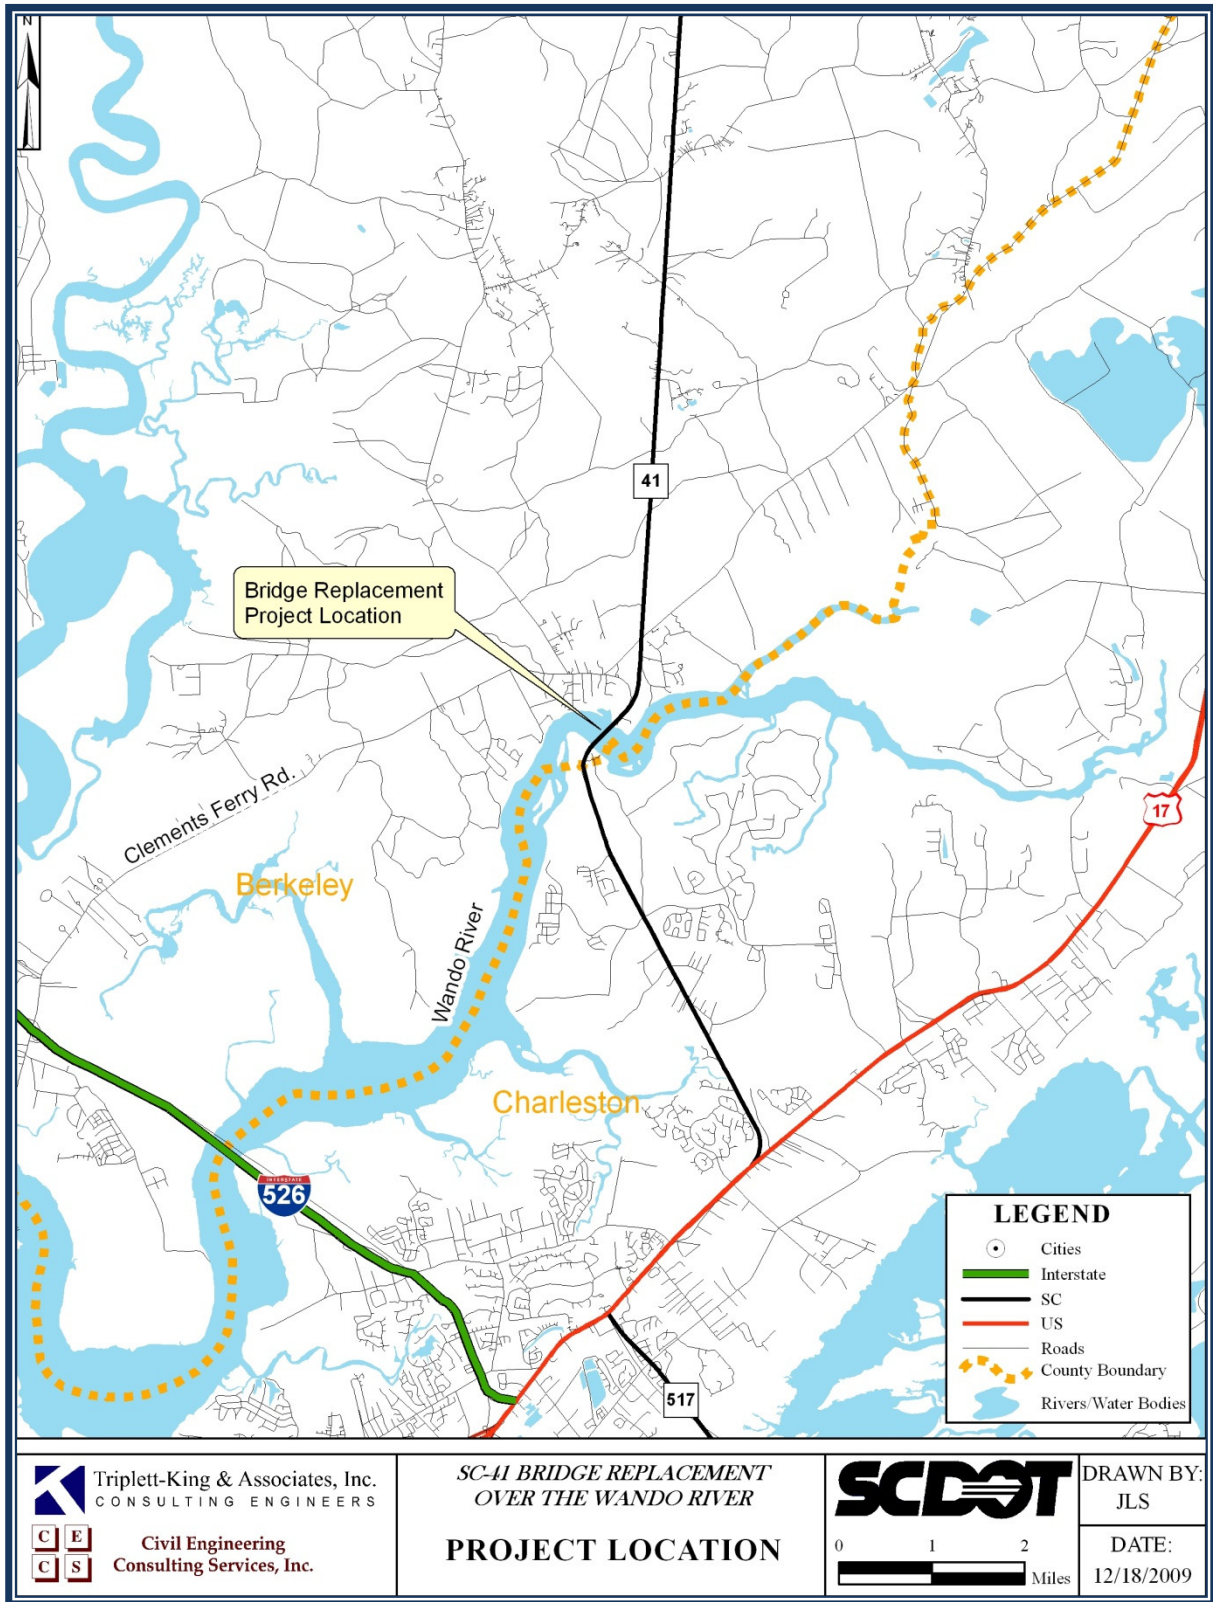 N
41
Bridge Replacement
Project Location
17
Clements Ferry Rd.
Berkeley
Wando River
Charleston
INTERSTATE
526
517
LEGEND
Cities
Interstate
SC
US
Roads
County Boundary
Rivers/Water Bodies
Triplett-King & Associates, Inc.
CONSULTING ENGINEERS
C E
C S
Civil Engineering
Consulting Services, Inc.
SC-41 BRIDGE REPLACEMENT
OVER THE WANDO RIVER
PROJECT LOCATION
SCDOT
0 1 2
Miles
DRAWN BY:
JLS
DATE:
12/18/2009